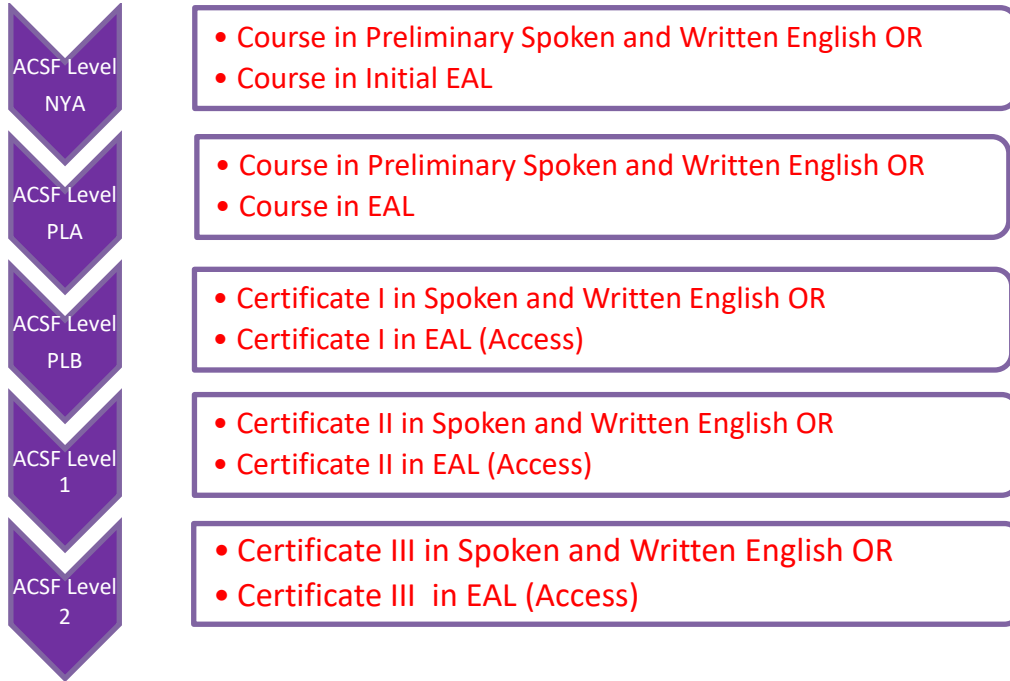 ACSF Level
NYA
• Course in Preliminary Spoken and Written English OR
• Course in Initial EAL
ACSF Level
PLA
• Course in Preliminary Spoken and Written English OR
• Course in EAL
ACSF Level
PLB
• Certificate I in Spoken and Written English OR
• Certificate I in EAL (Access)
ACSF Level
1
• Certificate II in Spoken and Written English OR
• Certificate II in EAL (Access)
ACSF Level
2
• Certificate III in Spoken and Written English OR
• Certificate III  in EAL (Access)